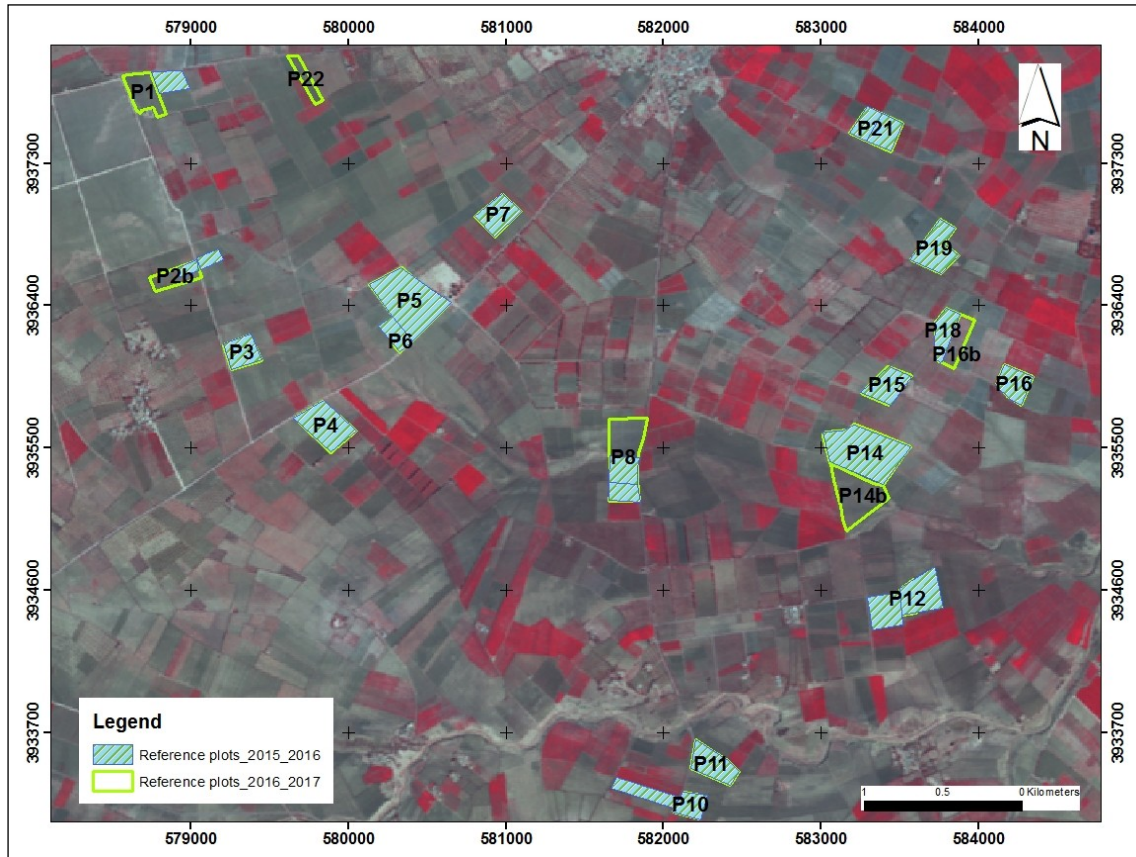 579000 580000 581000 582000 583000 584000
P1
P22
P21
N
3937300 3937300
P7
P19
P2b
P5
3936400 3936400
P18
P6
P3
P16b
P15
P16
P4
3935500 3935500
P8
P14
P14b
3934600 3934600
P12
3933700 3933700
Legend
Reference plots_2015_2016
Reference plots_2016_2017
P11
P10
1 0.5 0 Kilometers
579000 580000 581000 582000 583000 584000